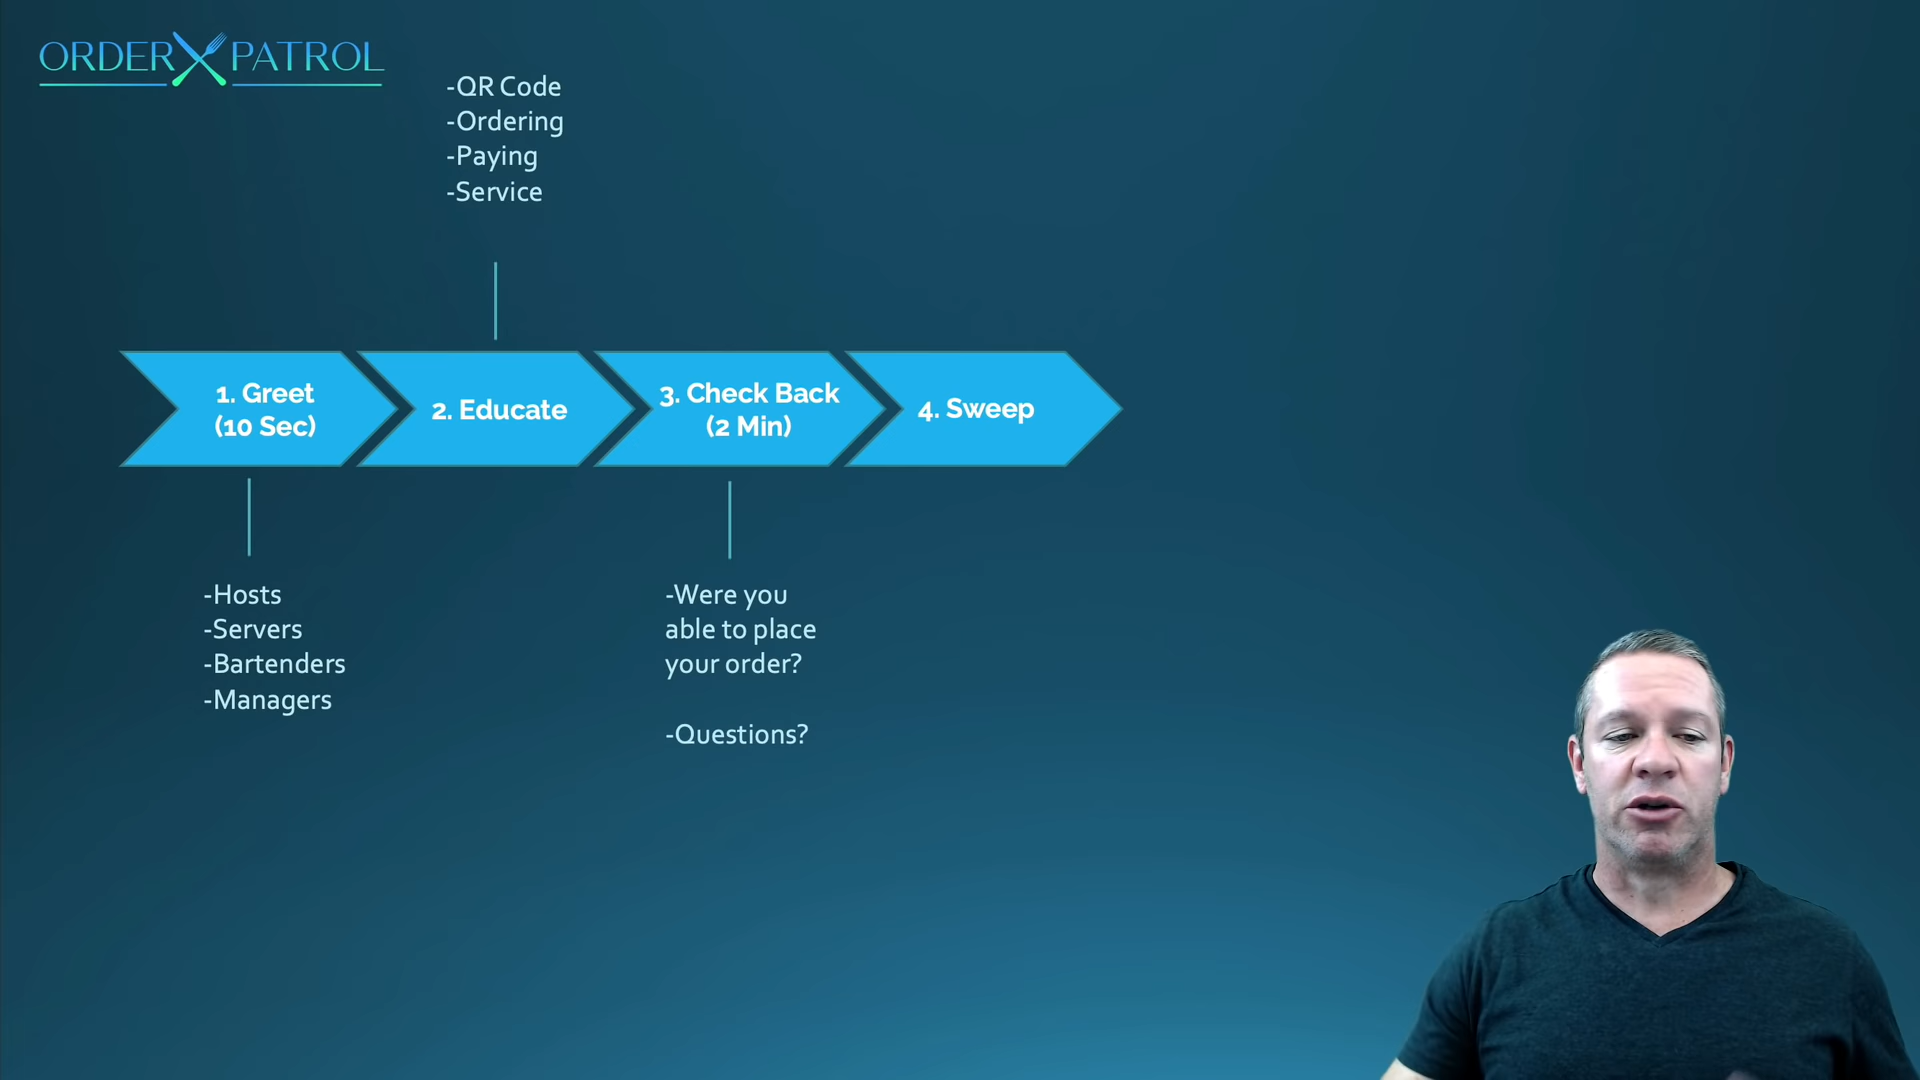 ORDER PATROL
-QR Code
-Ordering
-Paying
-Service
1. Greet
(10 Sec)
2. Educate
3. Check Back
(2 Min)
4. Sweep
-Hosts
-Servers
-Bartenders
-Managers
-Were you
able to place
your order?
-Questions?